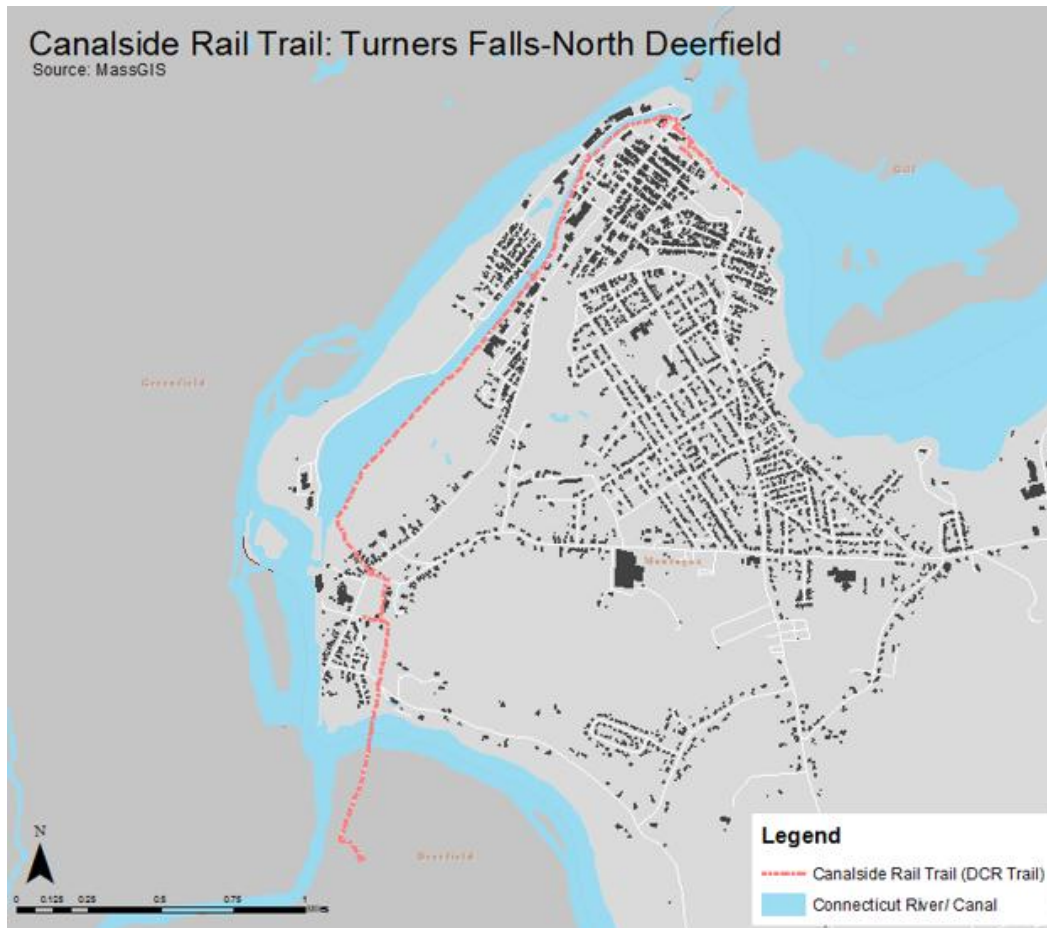 Canalside Rail Trail: Turners Falls-North Deerfield
Source: MassGIS
Gill
Greenfield
Montague
Deerfield
N
0 0.125 0.25 0.5 0.75 1
Miles
Legend
Canalside Rail Trail (DCR Trail)
Connecticut River/ Canal